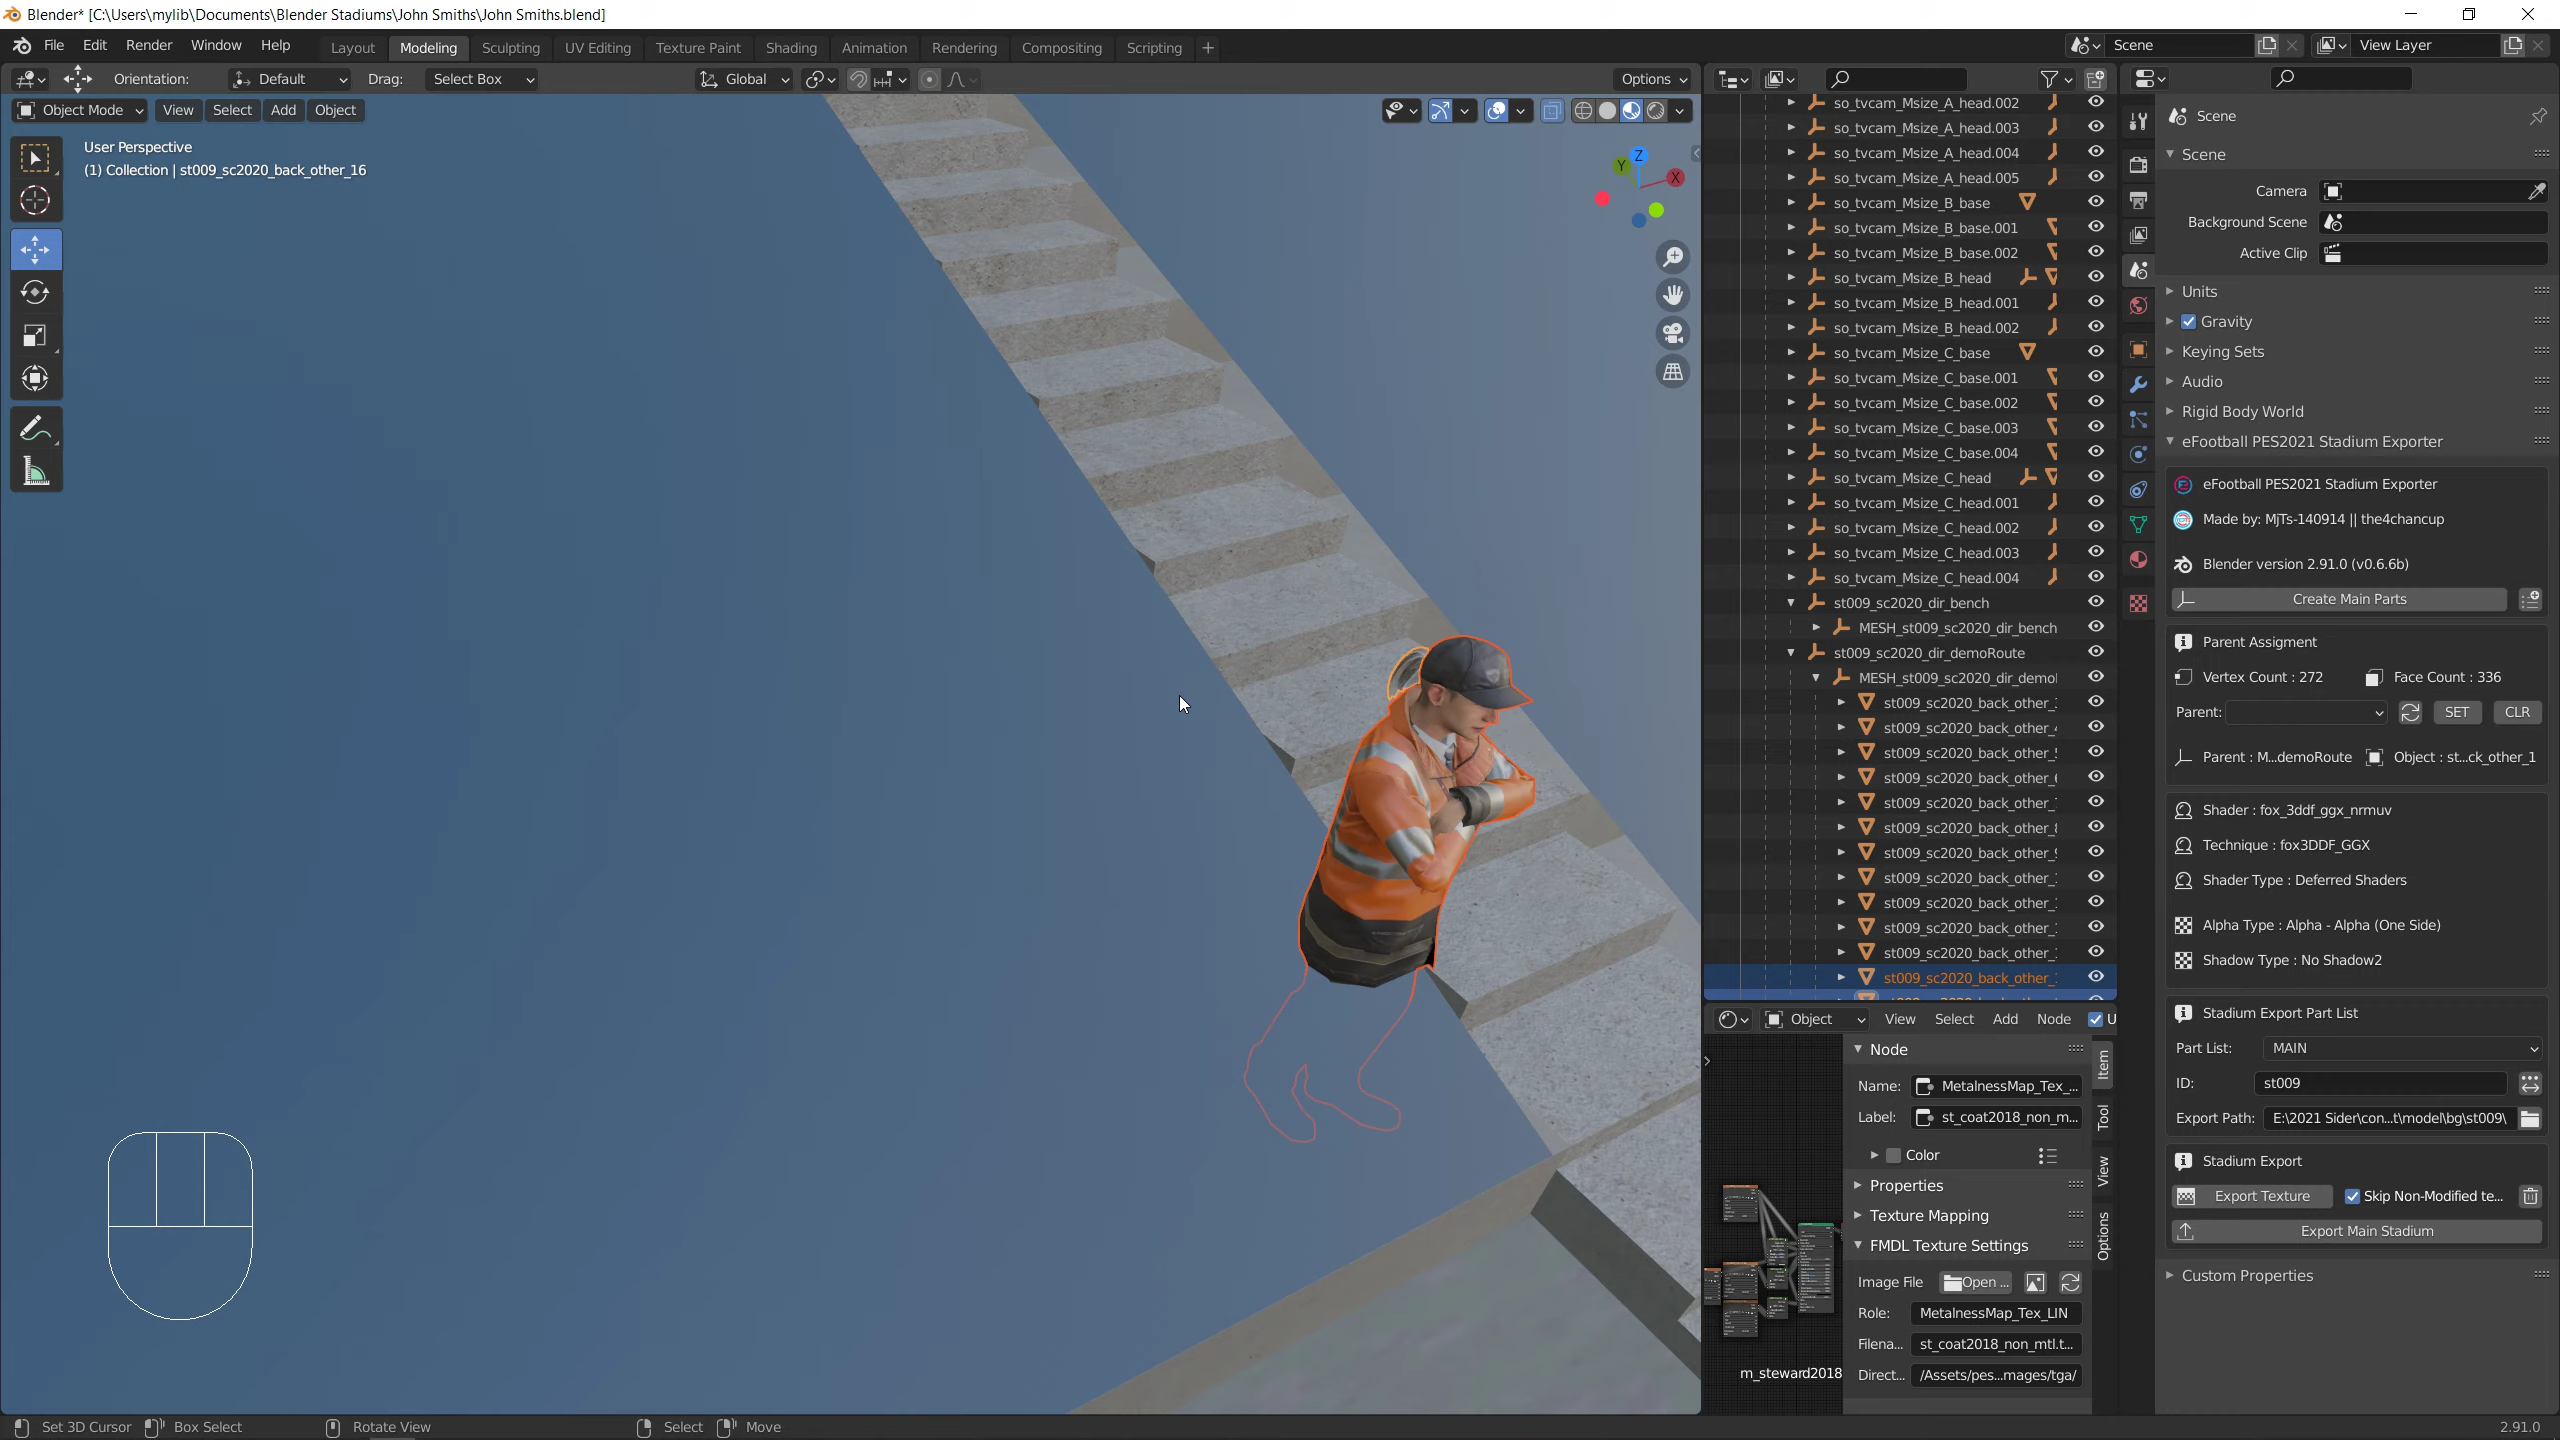 Blender* [C:\Users\mylib\Documents\Blender Stadiums\John Smiths\John Smiths.blend]
File Edit Render Window Help Layout Modeling Sculpting UV Editing Texture Paint Shading Animation Rendering Compositing Scripting + Scene View Layer
Orientation: Default Drag: Select Box Global Options
Object Mode View Select Add Object
User Perspective
(1) Collection | st009_sc2020_back_other_16
Z
Y
X
so_tvcam_Msize_A_head.002
so_tvcam_Msize_A_head.003
so_tvcam_Msize_A_head.004
so_tvcam_Msize_A_head.005
so_tvcam_Msize_B_base
so_tvcam_Msize_B_base.001
so_tvcam_Msize_B_base.002
so_tvcam_Msize_B_head
so_tvcam_Msize_B_head.001
so_tvcam_Msize_B_head.002
so_tvcam_Msize_C_base
so_tvcam_Msize_C_base.001
so_tvcam_Msize_C_base.002
so_tvcam_Msize_C_base.003
so_tvcam_Msize_C_base.004
so_tvcam_Msize_C_head
so_tvcam_Msize_C_head.001
so_tvcam_Msize_C_head.002
so_tvcam_Msize_C_head.003
so_tvcam_Msize_C_head.004
st009_sc2020_dir_bench
MESH_st009_sc2020_dir_bench
st009_sc2020_dir_demoRoute
MESH_st009_sc2020_dir_demo
st009_sc2020_back_other_
st009_sc2020_back_other_
st009_sc2020_back_other_
st009_sc2020_back_other_
st009_sc2020_back_other_
st009_sc2020_back_other_
st009_sc2020_back_other_
st009_sc2020_back_other_
st009_sc2020_back_other_
st009_sc2020_back_other_
st009_sc2020_back_other_
st009_sc2020_back_other_
Object View Select Add Node U
Node
Name: MetalnessMap_Tex_...
Label: st_coat2018_non_m...
Color
Properties
Texture Mapping
FMDL Texture Settings
Image File Open ...
Role: MetalnessMap_Tex_LIN
Filena... st_coat2018_non_mtl.t...
Direct... /Assets/pes...mages/tga/
m_steward2018
Item
Tool
View
Options
Scene
Scene
Camera
Background Scene
Active Clip
Units
Gravity
Keying Sets
Audio
Rigid Body World
eFootball PES2021 Stadium Exporter
eFootball PES2021 Stadium Exporter
Made by: MjTs-140914 || the4chancup
Blender version 2.91.0 (v0.6.6b)
Create Main Parts
Parent Assigment
Vertex Count : 272 Face Count : 336
Parent: SET CLR
Parent : M...demoRoute Object : st...ck_other_1
Shader : fox_3ddf_ggx_nrmuv
Technique : fox3DDF_GGX
Shader Type : Deferred Shaders
Alpha Type : Alpha - Alpha (One Side)
Shadow Type : No Shadow2
Stadium Export Part List
Part List: MAIN
ID: st009
Export Path: E:\2021 Sider\con...t\model\bg\st009\
Stadium Export
Export Texture Skip Non-Modified te...
Export Main Stadium
Custom Properties
Set 3D Cursor Box Select Rotate View Select Move 2.91.0